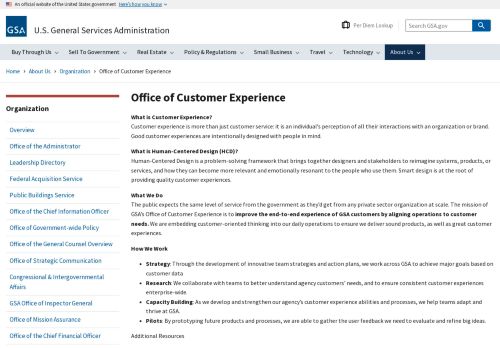 An official website of the United States government Here's how you know
GSA U.S. General Services Administration
Per Diem Lookup
Search GSA.gov
Buy Through Us Sell To Government Real Estate Policy & Regulations Small Business Travel Technology About Us
Home › About Us › Organization › Office of Customer Experience
Organization
Overview
Office of the Administrator
Leadership Directory
Federal Acquisition Service
Public Buildings Service
Office of the Chief Information Officer
Office of Government-wide Policy
Office of the General Counsel Overview
Office of Strategic Communication
Congressional & Intergovernmental
Affairs
GSA Office of Inspector General
Office of Mission Assurance
Office of the Chief Financial Officer
Office of Customer Experience
What is Customer Experience?
Customer experience is more than just customer service: it is an individual's perception of all their interactions with an organization or brand.
Good customer experiences are intentionally designed with people in mind.
What is Human-Centered Design (HCD)?
Human-Centered Design is a problem-solving framework that brings together designers and stakeholders to reimagine systems, products, or
services, and how they can become more relevant and emotionally resonant to the people who use them. Smart design is at the root of
providing quality customer experiences.
What We Do
The public expects the same level of service from the government as they'd get from any private sector organization at scale. The mission of
GSA's Office of Customer Experience is to improve the end-to-end experience of GSA customers by aligning operations to customer
needs. We are embedding customer-oriented thinking into our daily operations to ensure we deliver sound products, as well as great customer
experiences.
How We Work
• Strategy: Through the development of innovative team strategies and action plans, we work across GSA to achieve major goals based on
customer data
• Research: We collaborate with teams to better understand agency customers' needs, and to ensure consistent customer experiences
enterprise-wide.
• Capacity Building: As we develop and strengthen our agency's customer experience abilities and processes, we help teams adapt and
thrive at GSA.
• Pilots: By prototyping future products and processes, we are able to gather the user feedback we need to evaluate and refine big ideas.
Additional Resources